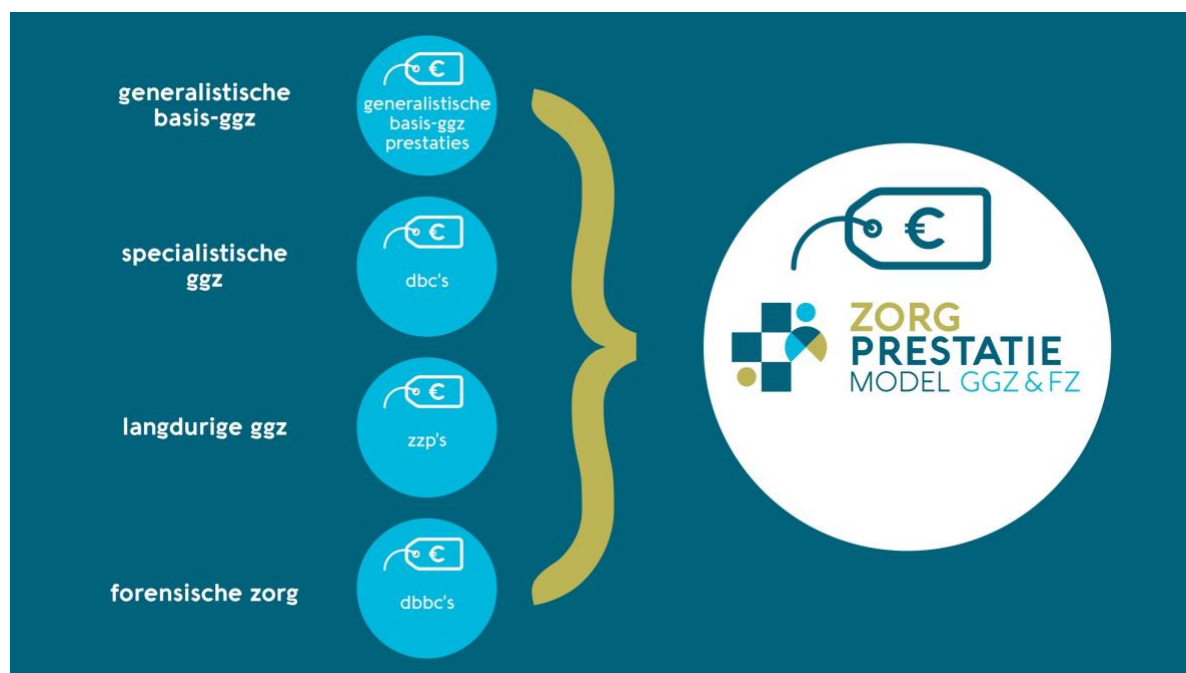 generalistische
basis-ggz
€
generalistische
basis-ggz
prestaties
specialistische
ggz
€
dbc's
langdurige ggz
€
zzp's
forensische zorg
€
dbbc's
€
ZORG
PRESTATIE
MODEL GGZ & FZ